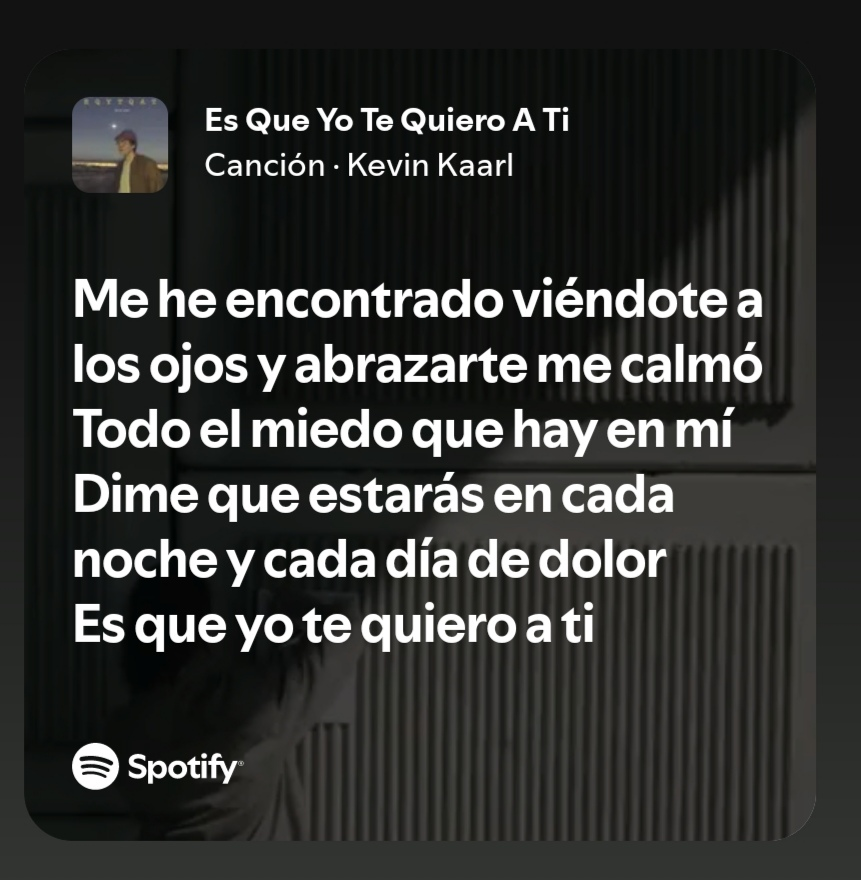 Es Que Yo Te Quiero A Ti
Canción · Kevin Kaarl
Me he encontrado viéndote a
los ojos y abrazarte me calmó
Todo el miedo que hay en mí
Dime que estarás en cada
noche y cada día de dolor
Es que yo te quiero a ti
Spotify®